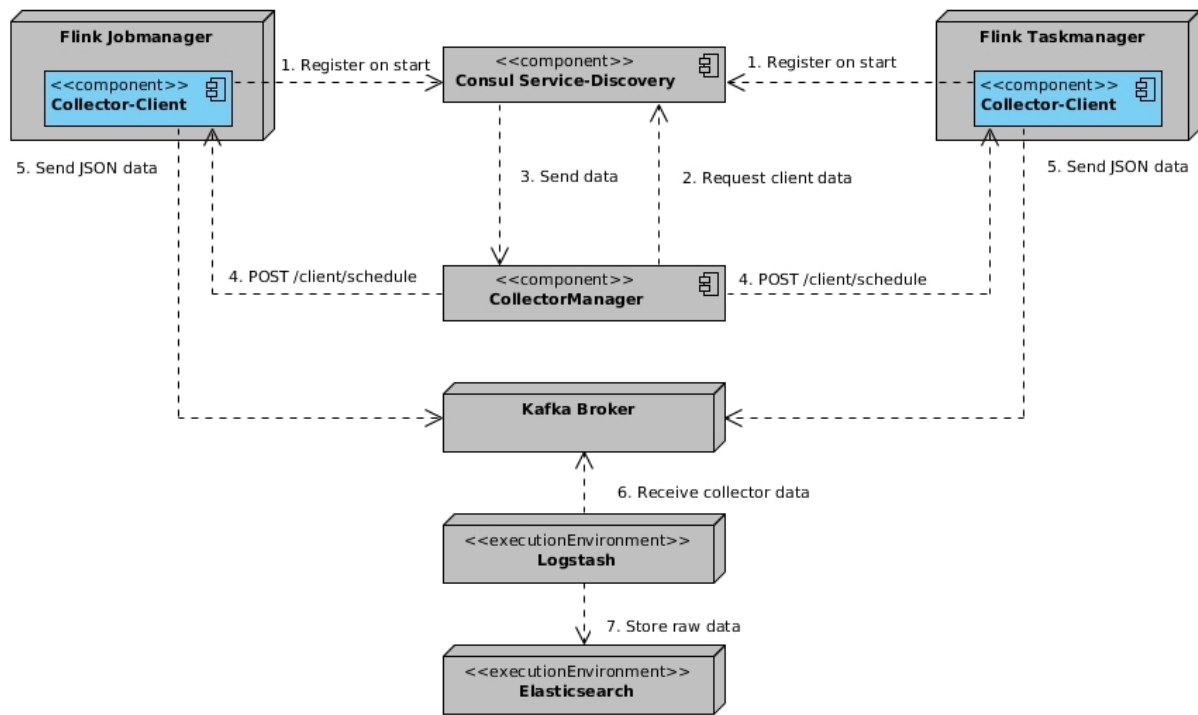 Flink Jobmanager
<<component>>
Collector-Client
1. Register on start
<<component>>
Consul Service-Discovery
1. Register on start
Flink Taskmanager
<<component>>
Collector-Client
5. Send JSON data
3. Send data
2. Request client data
5. Send JSON data
4. POST /client/schedule
<<component>>
CollectorManager
4. POST /client/schedule
Kafka Broker
6. Receive collector data
<<executionEnvironment>>
Logstash
7. Store raw data
<<executionEnvironment>>
Elasticsearch